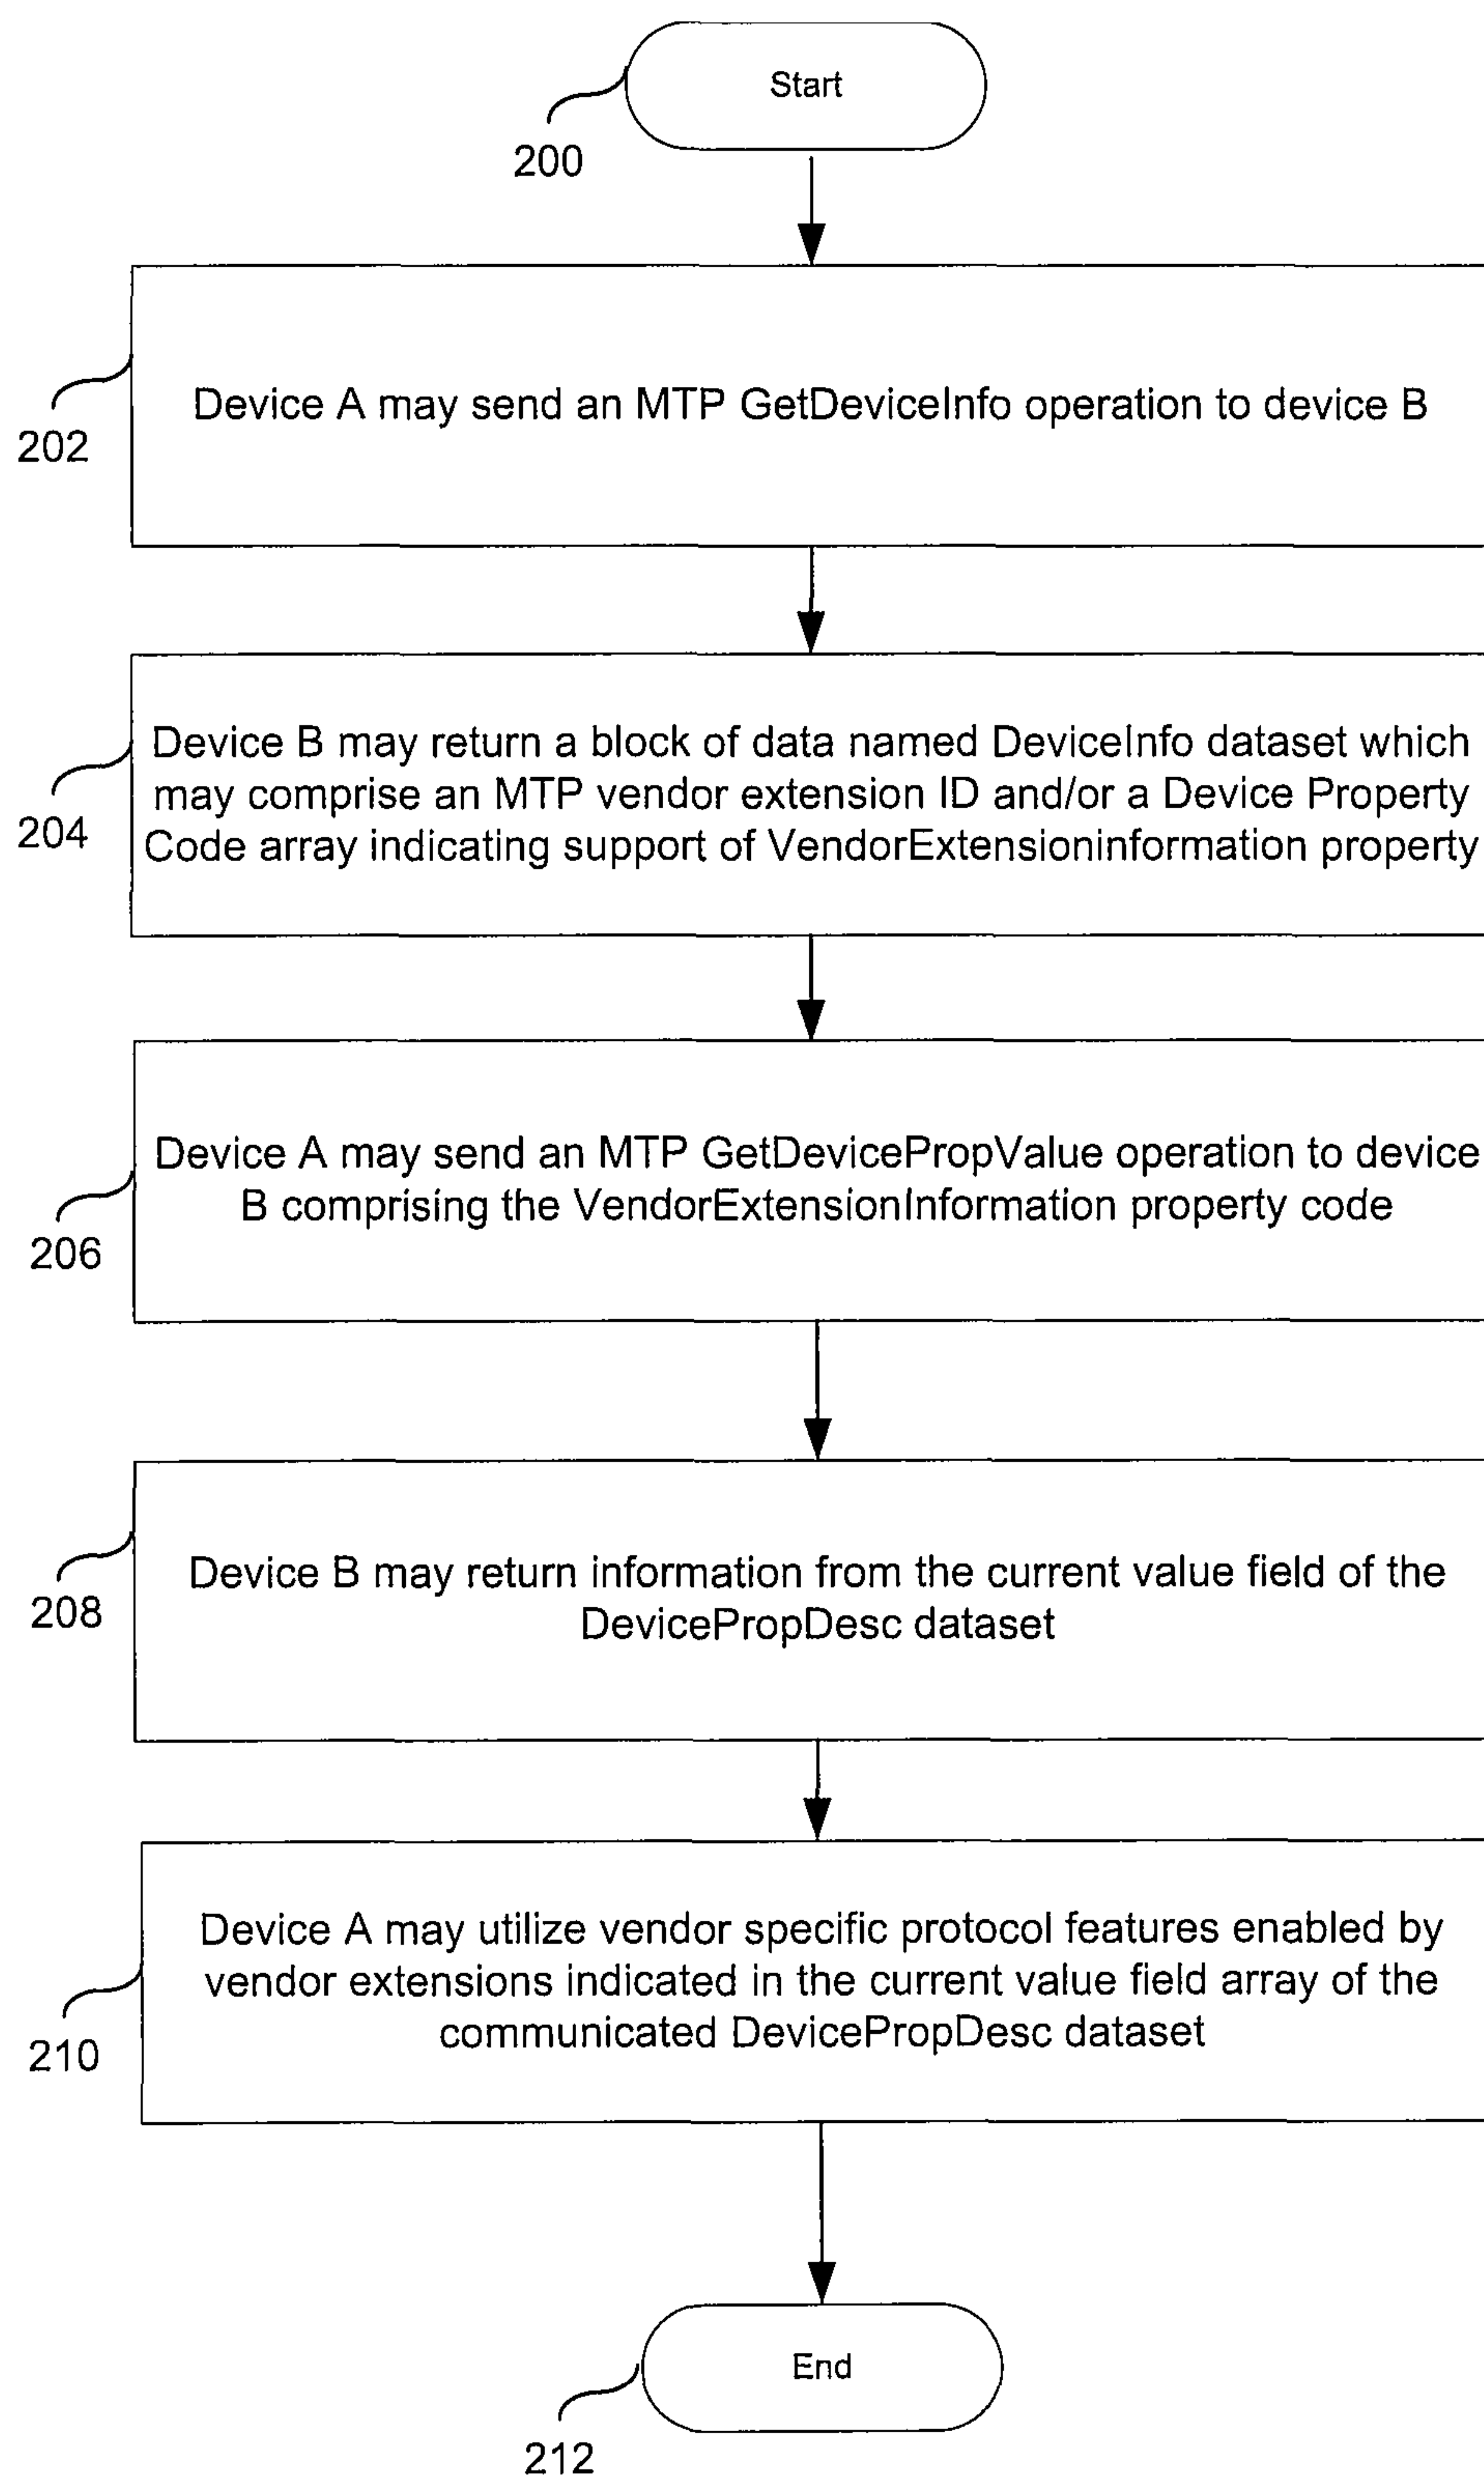 Start
200
Device A may send an MTP GetDeviceInfo operation to device B
202
Device B may return a block of data named DeviceInfo dataset which
may comprise an MTP vendor extension ID and/or a Device Property
Code array indicating support of VendorExtensioninformation property
204
Device A may send an MTP GetDevicePropValue operation to device
B comprising the VendorExtensionInformation property code
206
Device B may return information from the current value field of the
DevicePropDesc dataset
208
Device A may utilize vendor specific protocol features enabled by
vendor extensions indicated in the current value field array of the
communicated DevicePropDesc dataset
210
End
212